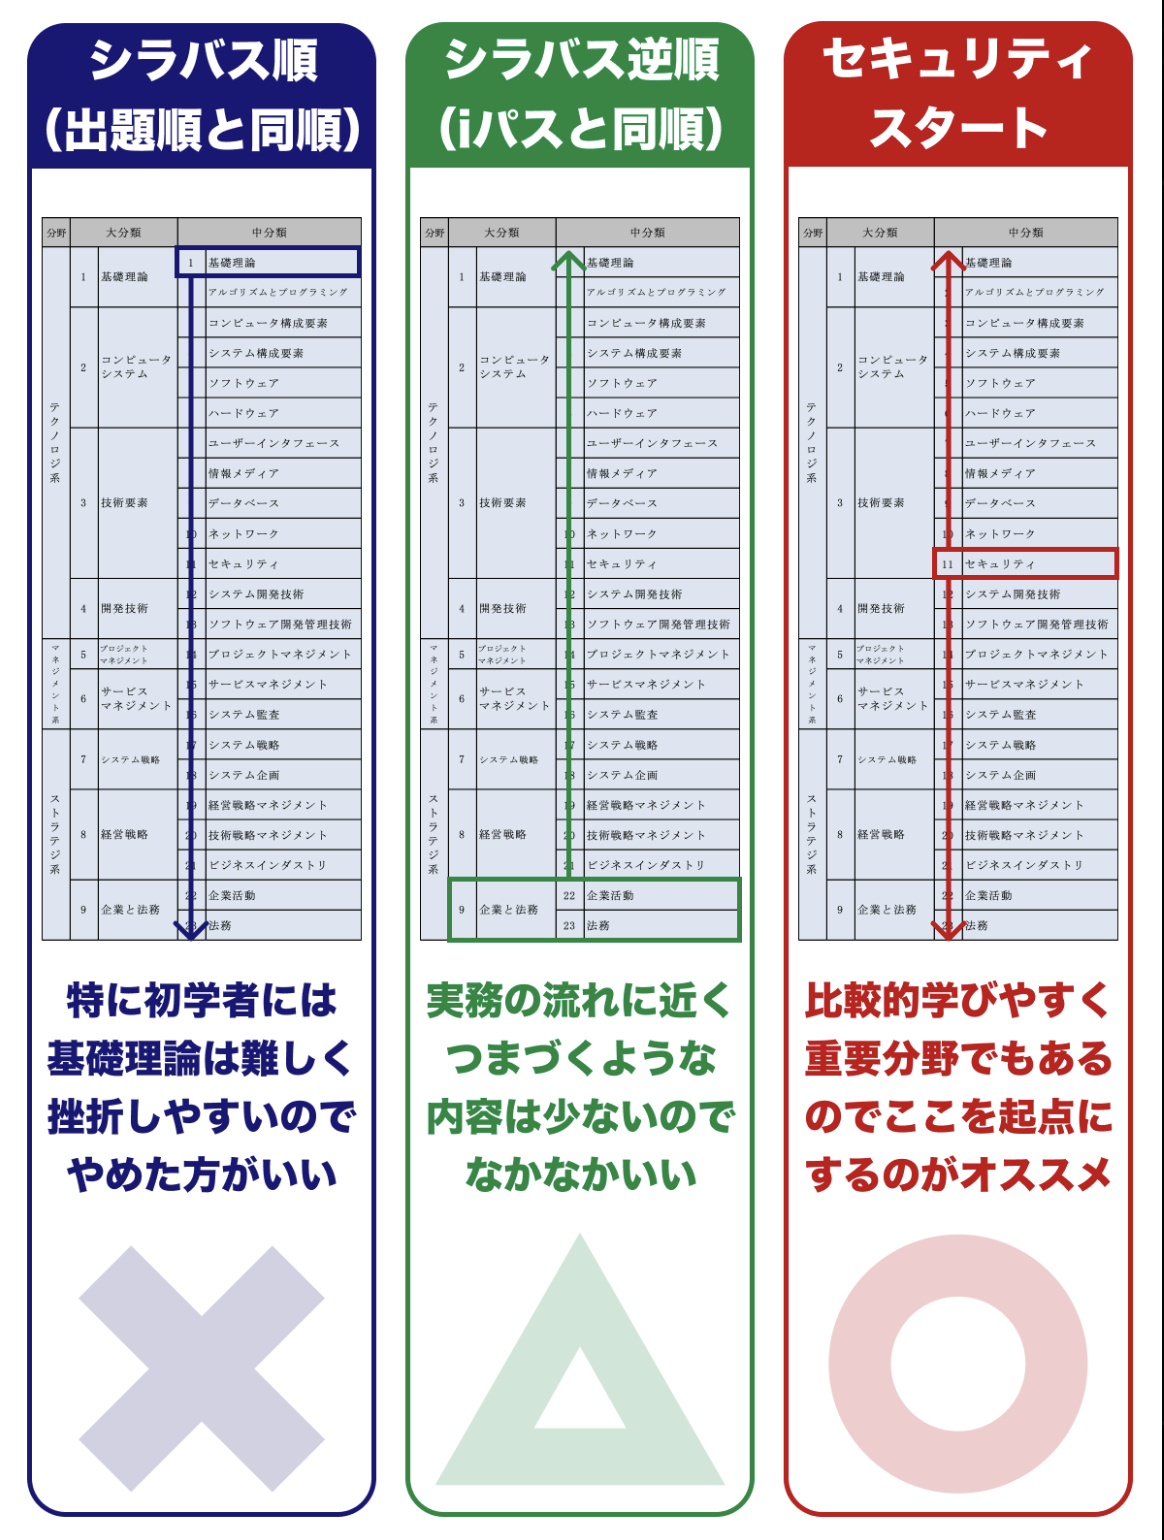 シラバス順
（出題順と同順）
分野 大分類 中分類
テクノロジ系
1 基礎理論
1 基礎理論
アルゴリズムとプログラミング
2 コンピュータ
システム
コンピュータ構成要素
システム構成要素
ソフトウェア
ハードウェア
3 技術要素
ユーザーインタフェース
情報メディア
データベース
10 ネットワーク
11 セキュリティ
4 開発技術
12 システム開発技術
13 ソフトウェア開発管理技術
マネジメント系
5 プロジェクト
マネジメント
14 プロジェクトマネジメント
6 サービス
マネジメント
15 サービスマネジメント
16 システム監査
ストラテジ系
7 システム戦略
17 システム戦略
18 システム企画
8 経営戦略
19 経営戦略マネジメント
20 技術戦略マネジメント
21 ビジネスインダストリ
9 企業と法務
22 企業活動
23 法務
特に初学者には
基礎理論は難しく
挫折しやすいので
やめた方がいい
シラバス逆順
（iパスと同順）
分野 大分類 中分類
テクノロジ系
1 基礎理論
基礎理論
アルゴリズムとプログラミング
2 コンピュータ
システム
コンピュータ構成要素
システム構成要素
ソフトウェア
ハードウェア
3 技術要素
ユーザーインタフェース
情報メディア
データベース
10 ネットワーク
11 セキュリティ
4 開発技術
12 システム開発技術
13 ソフトウェア開発管理技術
マネジメント系
5 プロジェクト
マネジメント
14 プロジェクトマネジメント
6 サービス
マネジメント
15 サービスマネジメント
16 システム監査
ストラテジ系
7 システム戦略
17 システム戦略
18 システム企画
8 経営戦略
19 経営戦略マネジメント
20 技術戦略マネジメント
21 ビジネスインダストリ
9 企業と法務
22 企業活動
23 法務
実務の流れに近く
つまづくような
内容は少ないので
なかなかいい
セキュリティ
スタート
分野 大分類 中分類
テクノロジ系
1 基礎理論
基礎理論
2 アルゴリズムとプログラミング
2 コンピュータ
システム
3 コンピュータ構成要素
4 システム構成要素
5 ソフトウェア
6 ハードウェア
3 技術要素
7 ユーザーインタフェース
8 情報メディア
9 データベース
10 ネットワーク
11 セキュリティ
4 開発技術
12 システム開発技術
13 ソフトウェア開発管理技術
マネジメント系
5 プロジェクト
マネジメント
14 プロジェクトマネジメント
6 サービス
マネジメント
15 サービスマネジメント
16 システム監査
ストラテジ系
7 システム戦略
17 システム戦略
18 システム企画
8 経営戦略
19 経営戦略マネジメント
20 技術戦略マネジメント
21 ビジネスインダストリ
9 企業と法務
22 企業活動
23 法務
比較的学びやすく
重要分野でもある
のでここを起点に
するのがオススメ